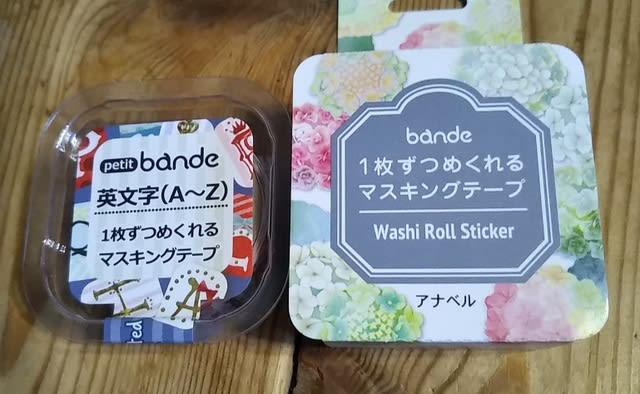 petit bande
英文字(A〜Z)
1枚ずつめくれる
マスキングテープ
A
bande
1枚ずつめくれる
マスキングテープ
Washi Roll Sticker
アナベル